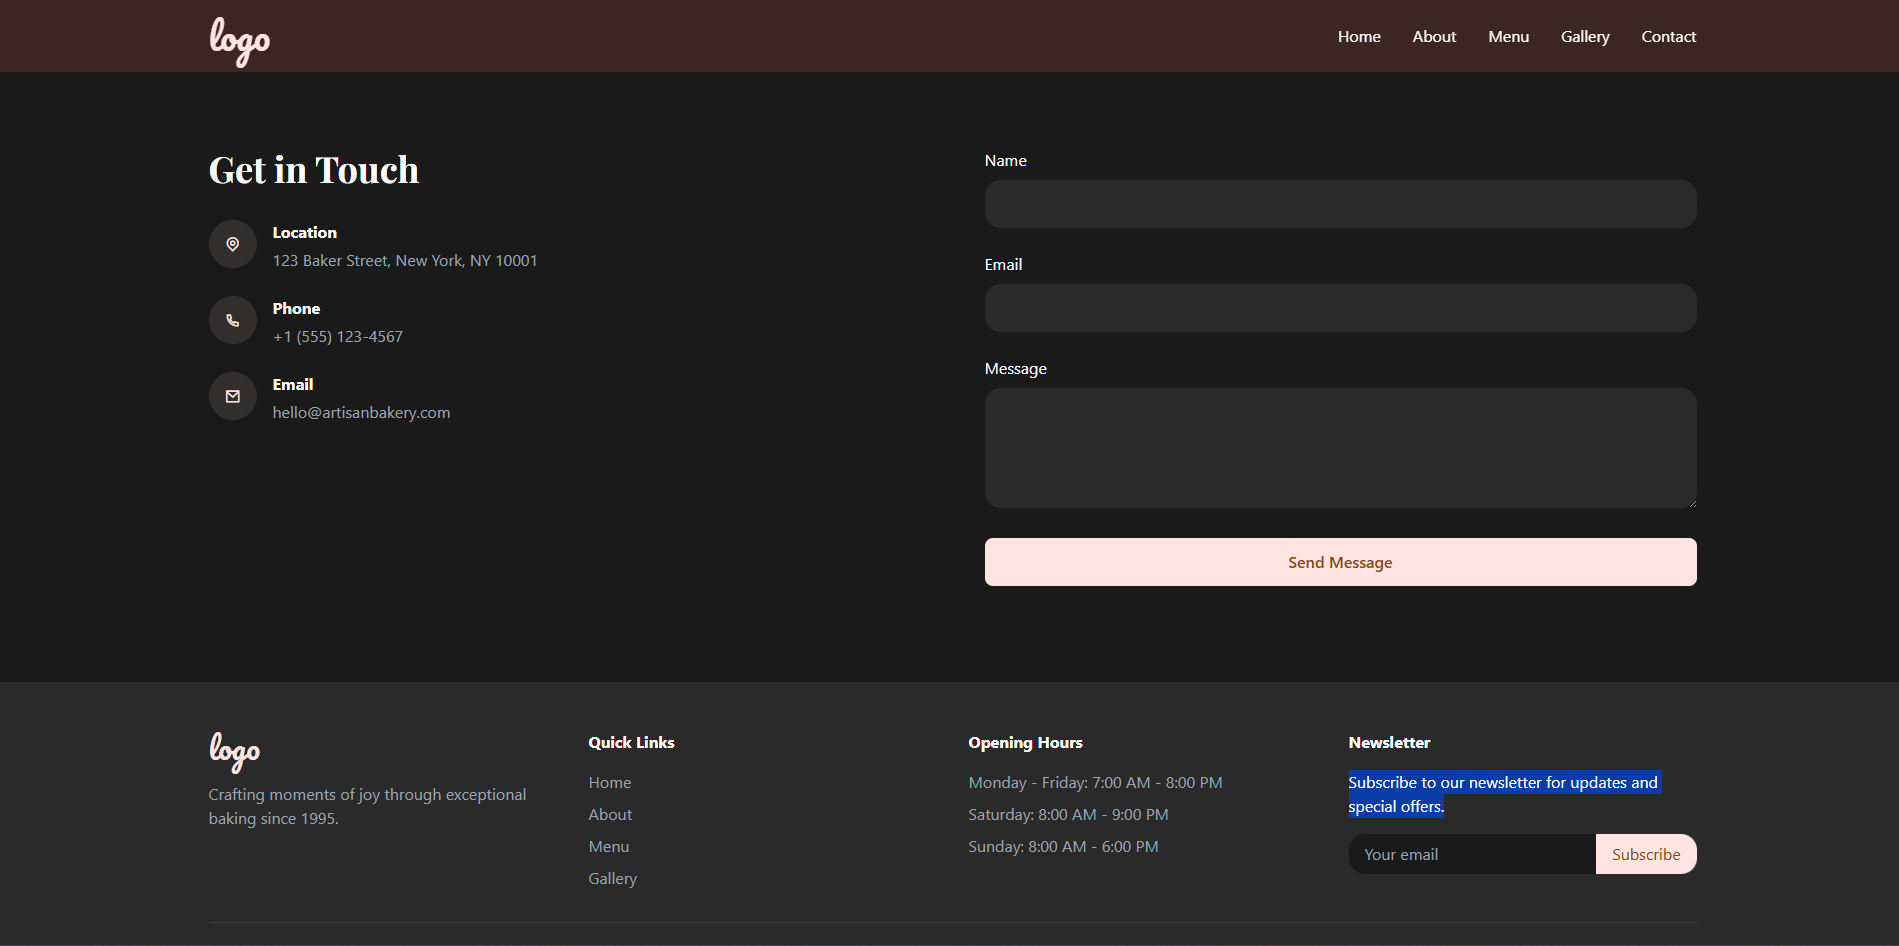 logo
Home
About
Menu
Gallery
Contact
Get in Touch
Location
123 Baker Street, New York, NY 10001
Phone
+1 (555) 123-4567
Email
hello@artisanbakery.com
Name
Email
Message
Send Message
logo
Crafting moments of joy through exceptional
baking since 1995.
Quick Links
Home
About
Menu
Gallery
Opening Hours
Monday - Friday: 7:00 AM - 8:00 PM
Saturday: 8:00 AM - 9:00 PM
Sunday: 8:00 AM - 6:00 PM
Newsletter
Subscribe to our newsletter for updates and
special offers.
Your email
Subscribe